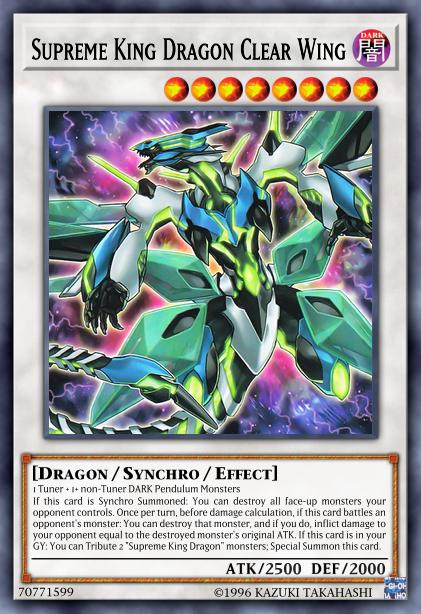 Supreme King Dragon Clear Wing
DARK
闇
[Dragon / Synchro / Effect]
1 Tuner + 1+ non-Tuner DARK Pendulum Monsters
If this card is Synchro Summoned: You can destroy all face-up monsters your
opponent controls. Once per turn, before damage calculation, if this card battles an
opponent's monster: You can destroy that monster, and if you do, inflict damage to
your opponent equal to the destroyed monster's original ATK. If this card is in your
GY: You can Tribute 2 "Supreme King Dragon" monsters; Special Summon this card.
ATK/2500 DEF/2000
70771599
©1996 KAZUKI TAKAHASHI